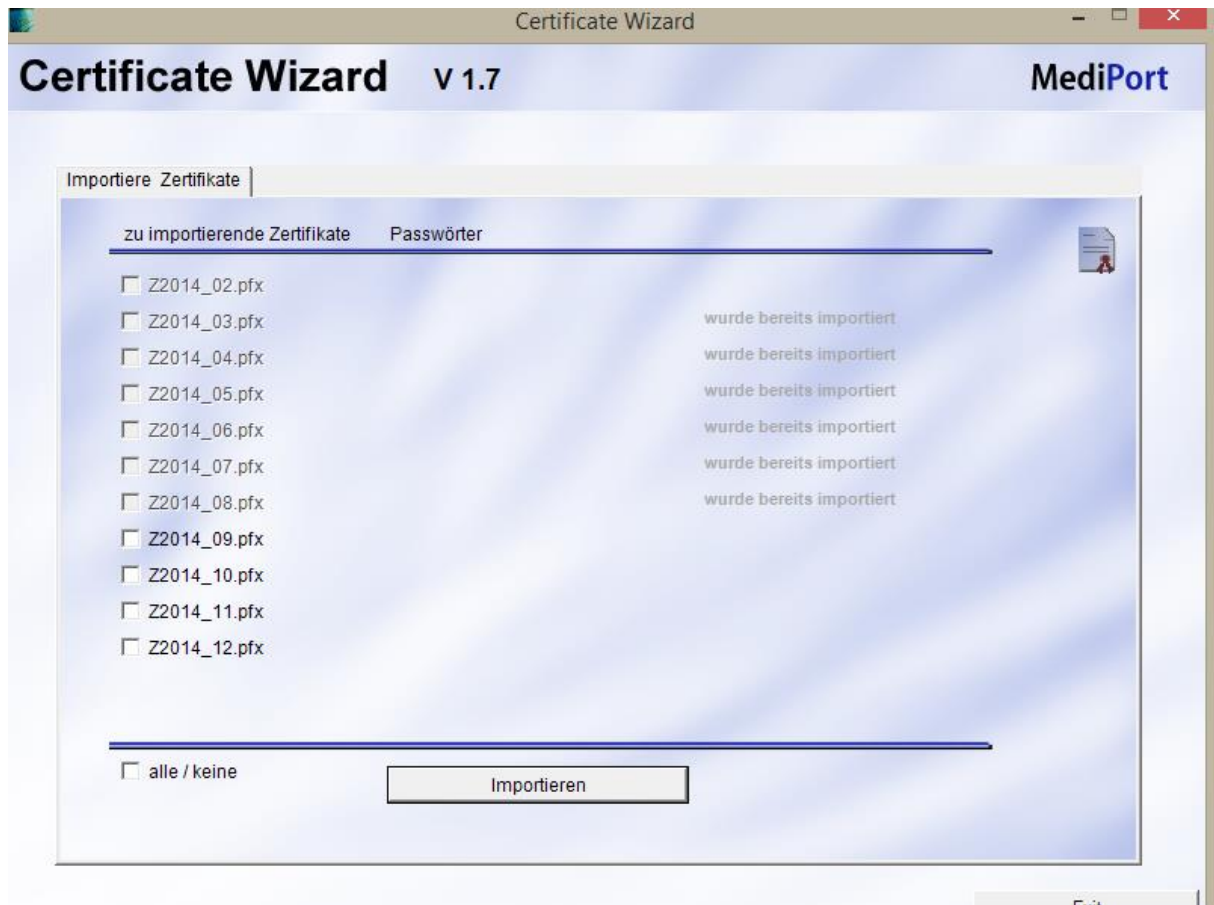 Certificate Wizard
Certificate Wizard V 1.7
MediPort
Importiere Zertifikate
zu importierende Zertifikate Passwörter
Z2014_02.pfx
Z2014_03.pfx wurde bereits importiert
Z2014_04.pfx wurde bereits importiert
Z2014_05.pfx wurde bereits importiert
Z2014_06.pfx wurde bereits importiert
Z2014_07.pfx wurde bereits importiert
Z2014_08.pfx wurde bereits importiert
Z2014_09.pfx
Z2014_10.pfx
Z2014_11.pfx
Z2014_12.pfx
alle / keine
Importieren